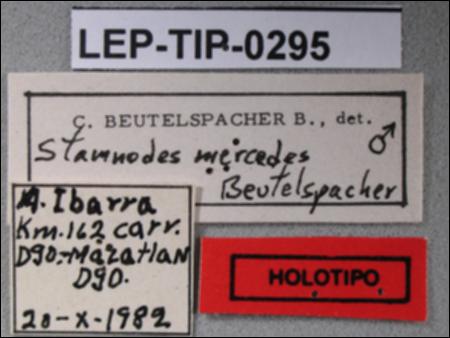 LEP-TIP-0295
C. BEUTELSPACHER B., det.
Stamnodes mercedes ♂
Beutelspacher
A. Ibarra
Km.162 carr.
Dgo.-Mazatlan
Dgo.
20-X-1982
HOLOTIPO